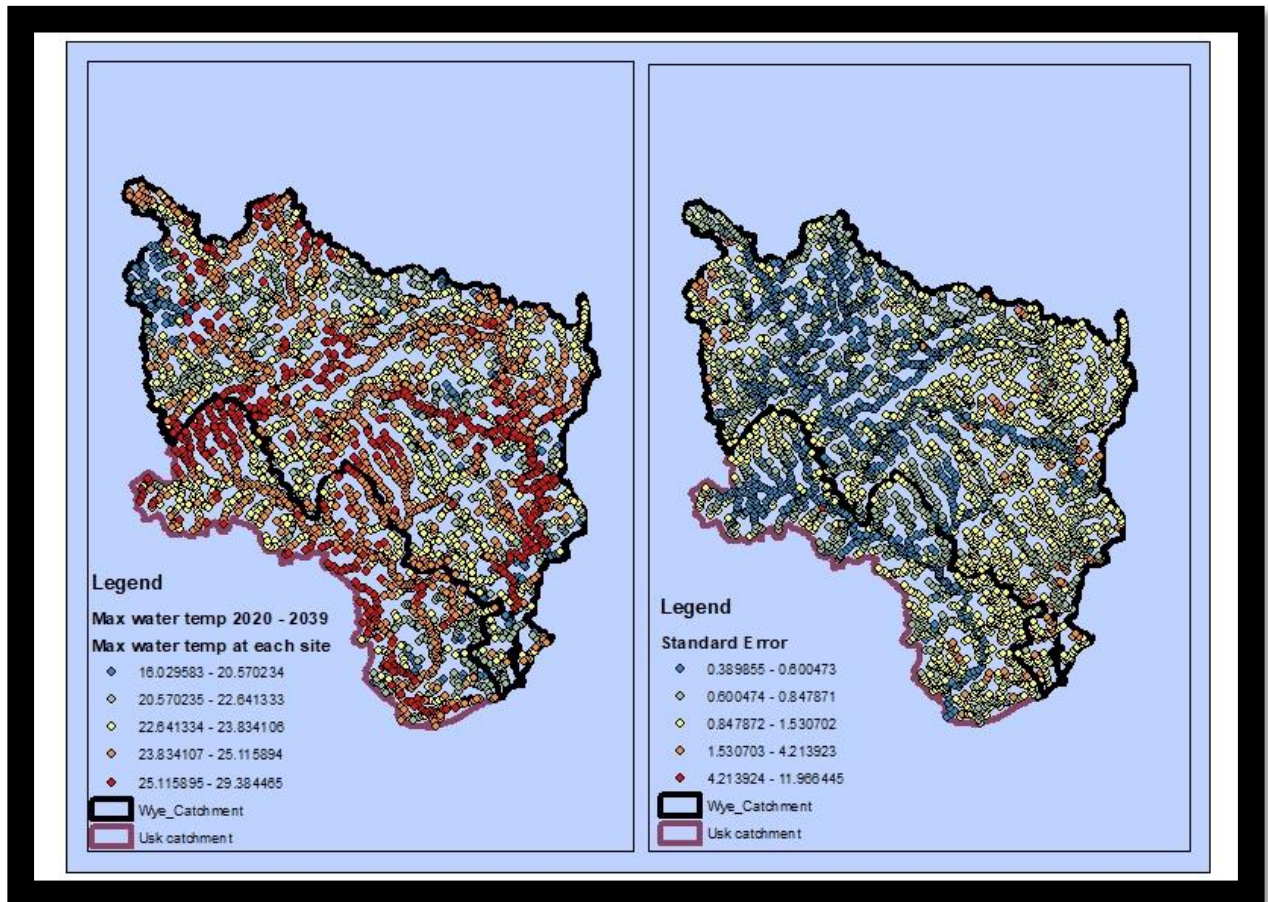 Legend
Max water temp 2020 - 2039
Max water temp at each site
16.029583 - 20.570234
20.570235 - 22.641333
22.641334 - 23.834106
23.834107 - 25.115894
25.115895 - 29.384465
Wye_Catchment
Usk catchment
Legend
Standard Error
0.389855 - 0.600473
0.600474 - 0.847871
0.847872 - 1.530702
1.530703 - 4.213923
4.213924 - 11.966445
Wye_Catchment
Usk catchment